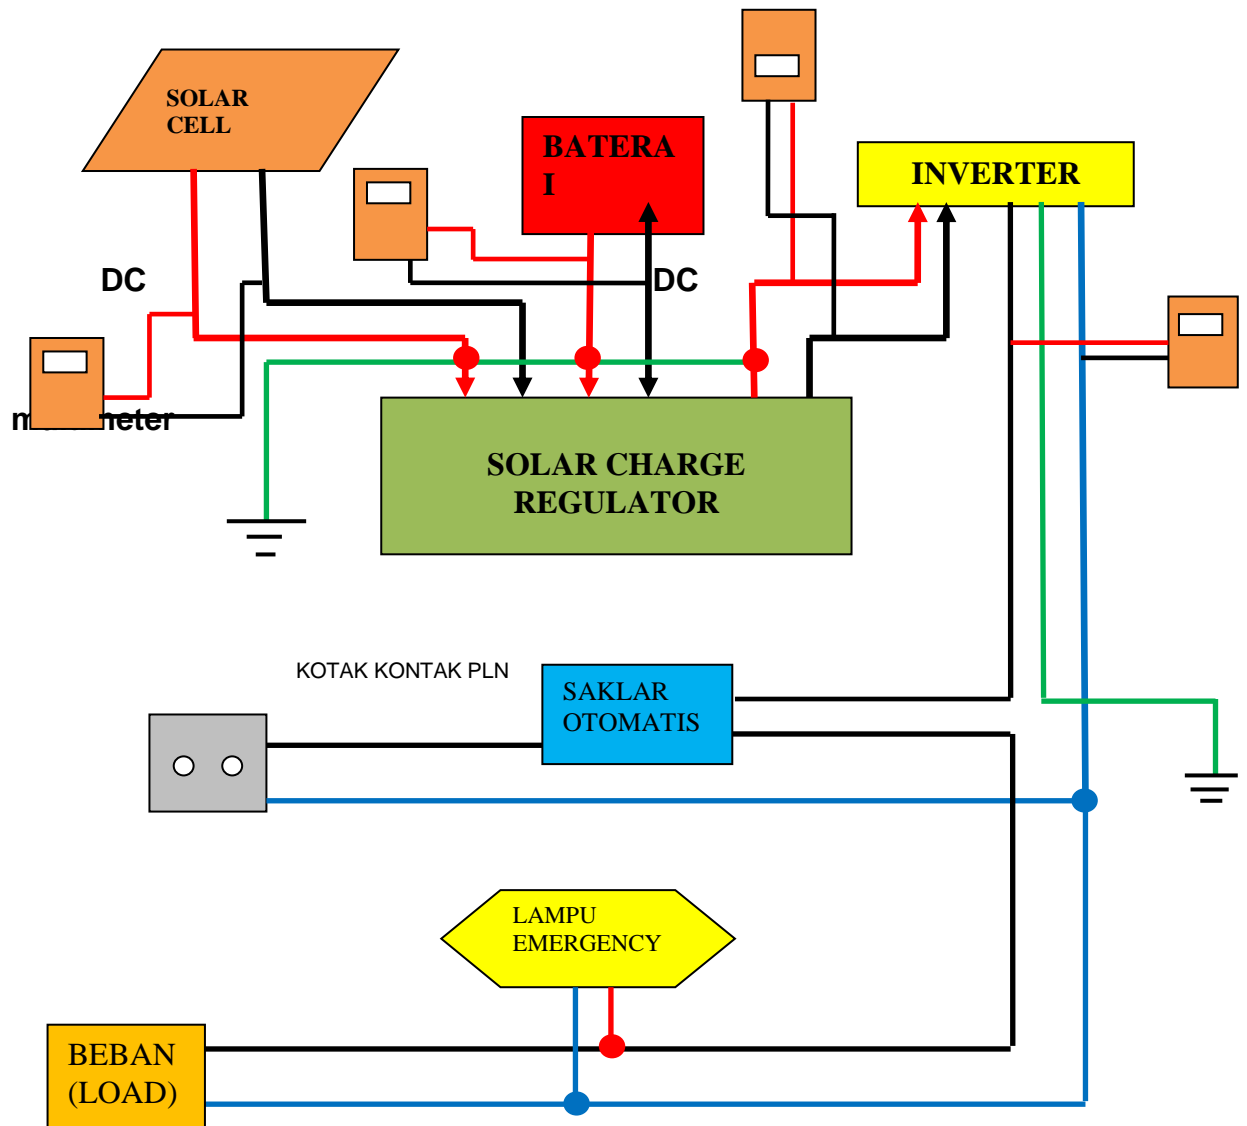 SOLAR
CELL
BATERA
I
INVERTER
DC
DC
SOLAR CHARGE
REGULATOR
KOTAK KONTAK PLN
SAKLAR
OTOMATIS
LAMPU
EMERGENCY
BEBAN
(LOAD)